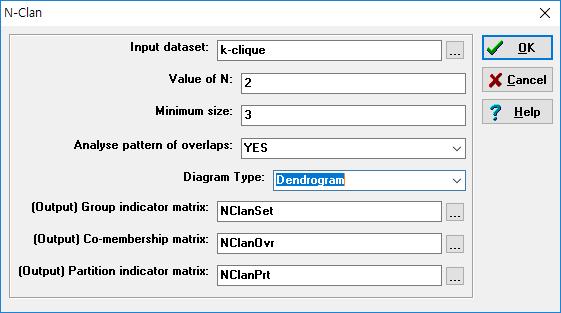 N-Clan
Input dataset: k-clique ... OK
Value of N: 2 Cancel
Minimum size: 3 Help
Analyse pattern of overlaps: YES
Diagram Type: Dendrogram
(Output) Group indicator matrix: NClanSet ...
(Output) Co-membership matrix: NClanOvr ...
(Output) Partition indicator matrix: NClanPrt ...